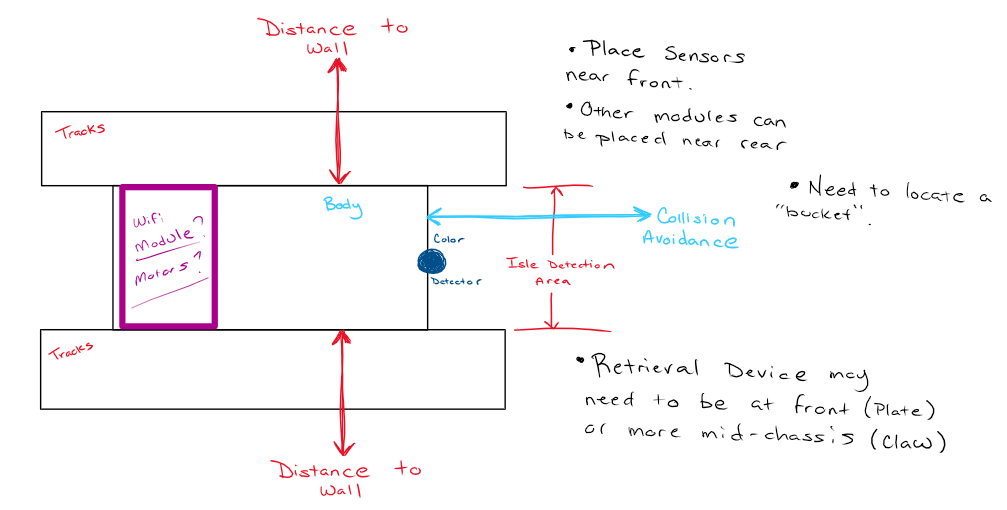 Distance to
Wall
• Place Sensors
near front.
• Other modules can
be placed near rear
Tracks
• Need to locate a
"bucket".
Wifi
Module?
Motors?
Body
Collision
Avoidance
Color
Detector
Isle Detection
Area
Tracks
• Retrieval Device may
need to be at front (Plate)
or more mid-chassis (Claw)
Distance to
Wall